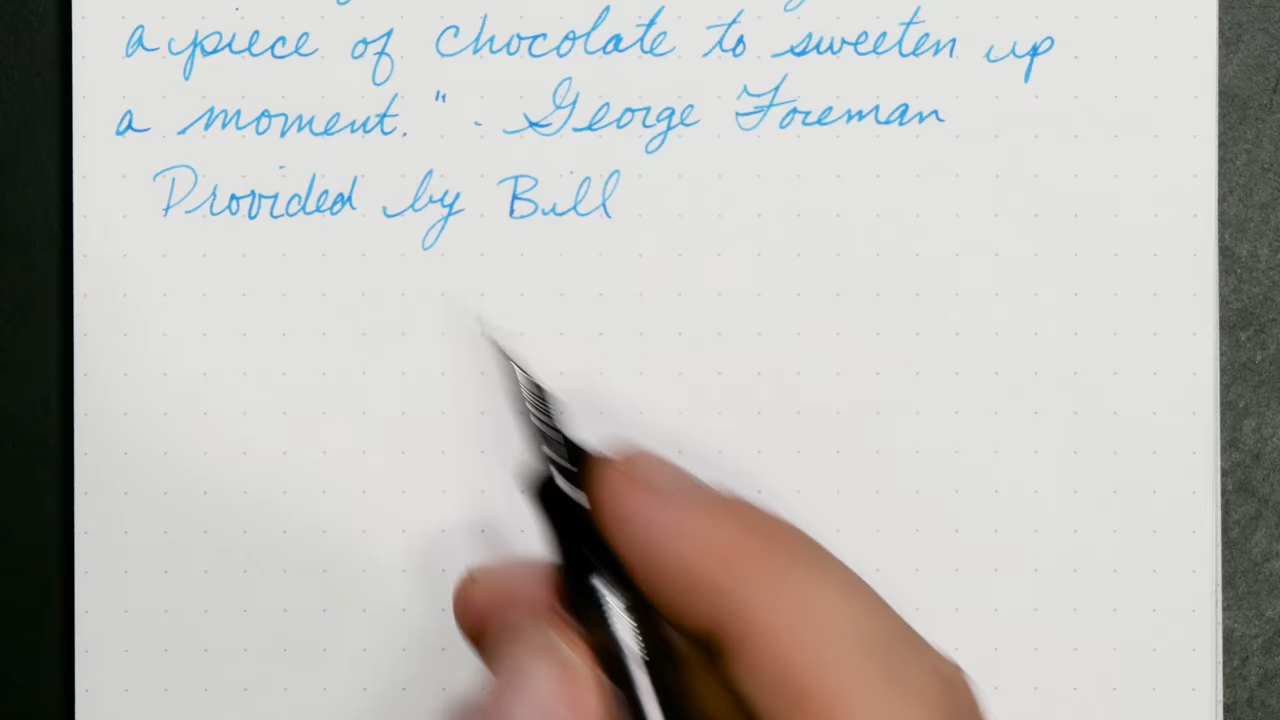 a piece of chocolate to sweeten up
a moment." - George Foreman
Provided by Bill